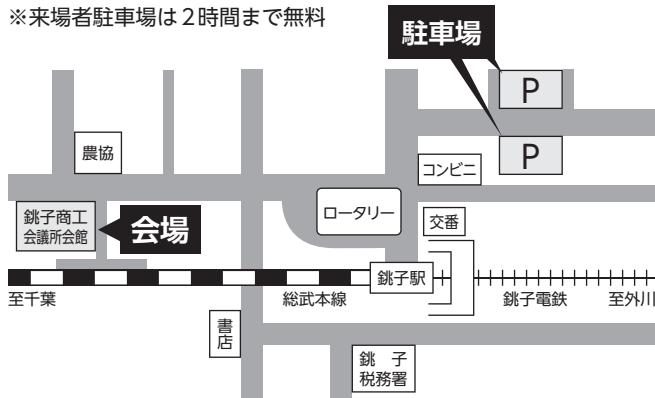 ※来場者駐車場は2時間まで無料
駐車場
P
P
農協
コンビニ
銚子商工
会議所会館
会場
ロータリー
交番
銚子駅
至千葉
総武本線
銚子電鉄
至外川
書店
銚 子
税務署